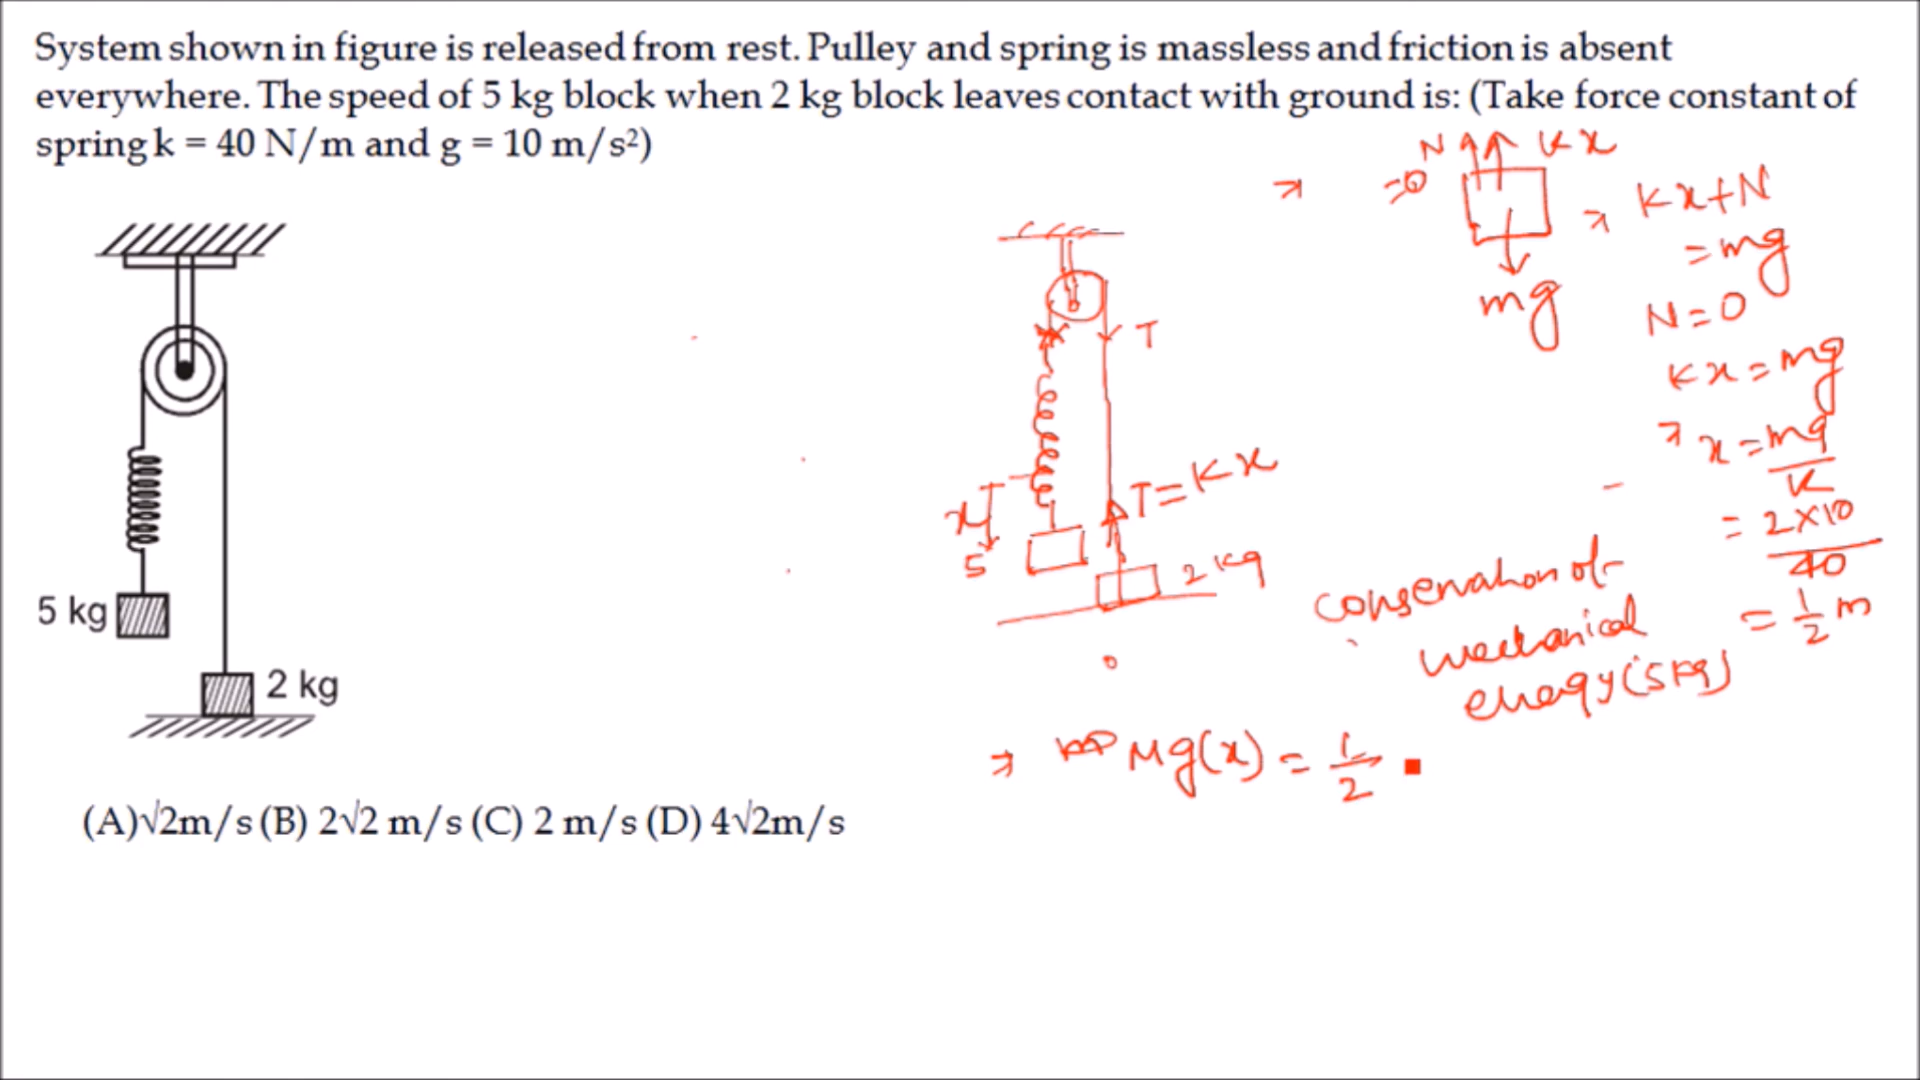 System shown in figure is released from rest. Pulley and spring is massless and friction is absent
everywhere. The speed of 5 kg block when 2 kg block leaves contact with ground is: (Take force constant of
spring k = 40 N/m and g = 10 m/s²)
N kx
=0
mg
kx+N
=mg
N=0
kx=mg
x=mg/K
=2×10/40
=1/2 m
T
T=Kx
x
5
2 kg
5 kg
2 kg
conservation of
mechanical
energy(5kg)
Mg(x)=1/2
(A)√2m/s (B) 2√2 m/s (C) 2 m/s (D) 4√2m/s